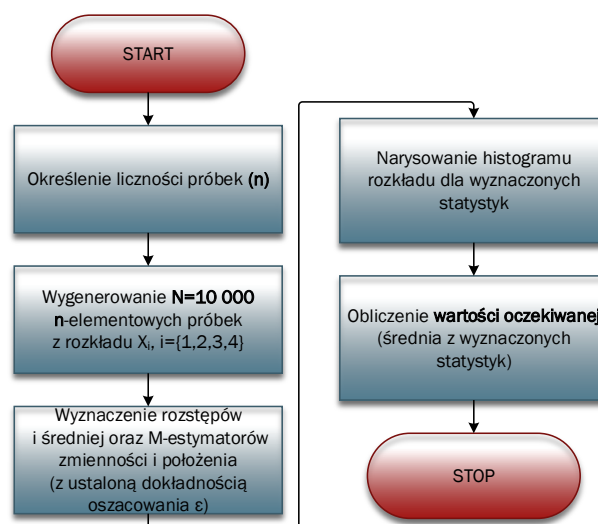 START
Określenie liczności próbek (n)
Wygenerowanie N=10 000
n-elementowych próbek
z rozkładu Xᵢ, i={1,2,3,4}
Wyznaczenie rozstępów
i średniej oraz M-estymatorów
zmienności i położenia
(z ustaloną dokładnością
oszacowania ε)
Narysowanie histogramu
rozkładu dla wyznaczonych
statystyk
Obliczenie wartości oczekiwanej
(średnia z wyznaczonych
statystyk)
STOP